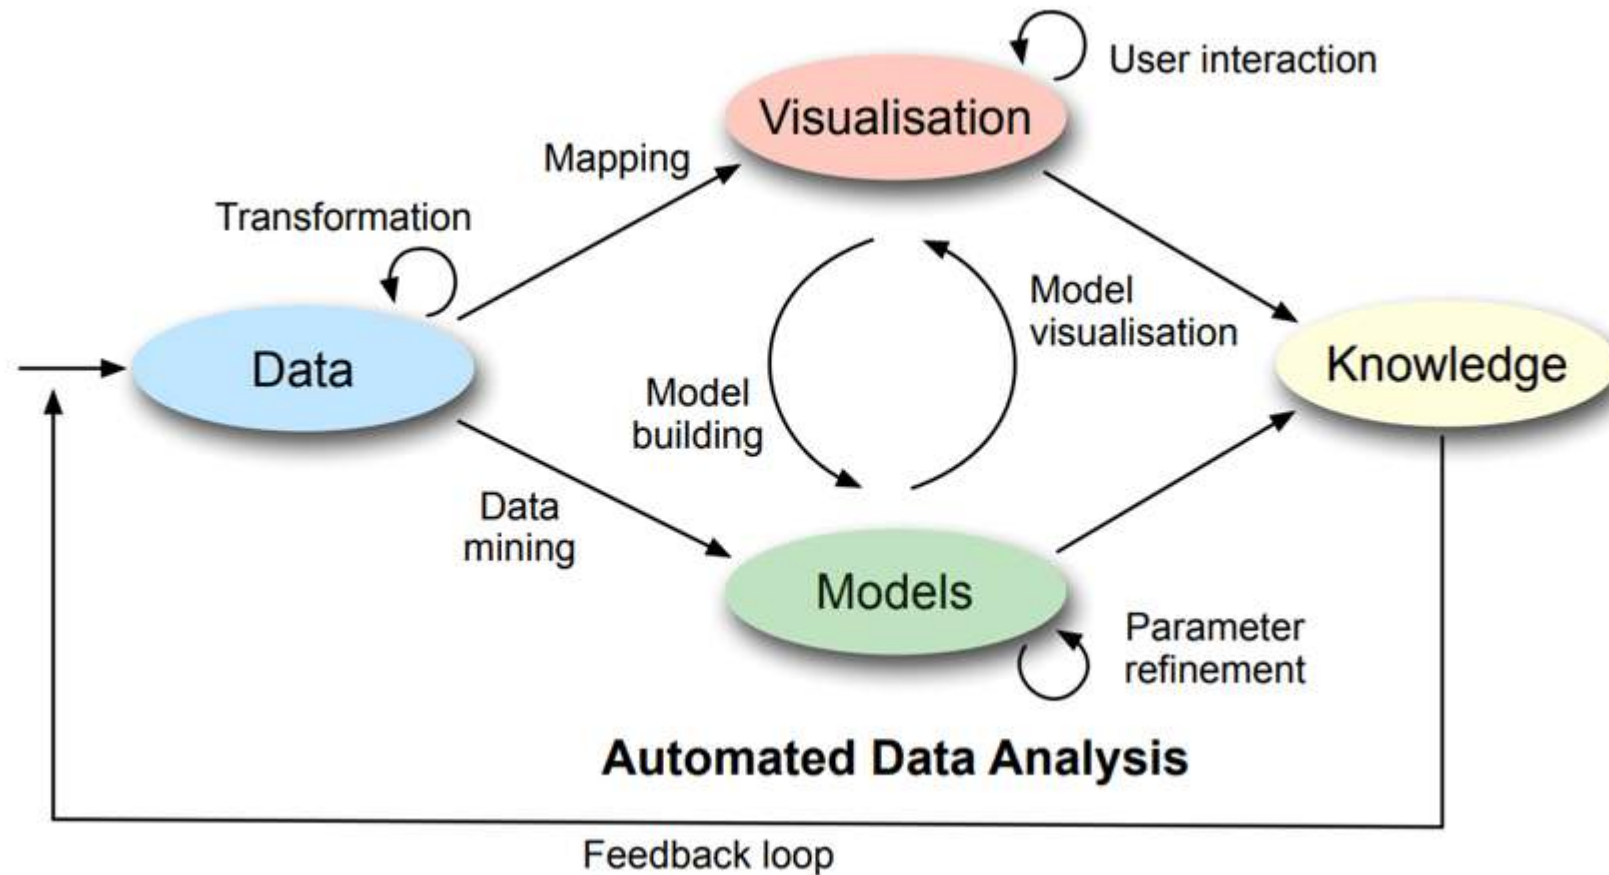 User interaction
Visualisation
Mapping
Transformation
Model
visualisation
Data
Knowledge
Model
building
Data
mining
Models
Parameter
refinement
Automated Data Analysis
Feedback loop